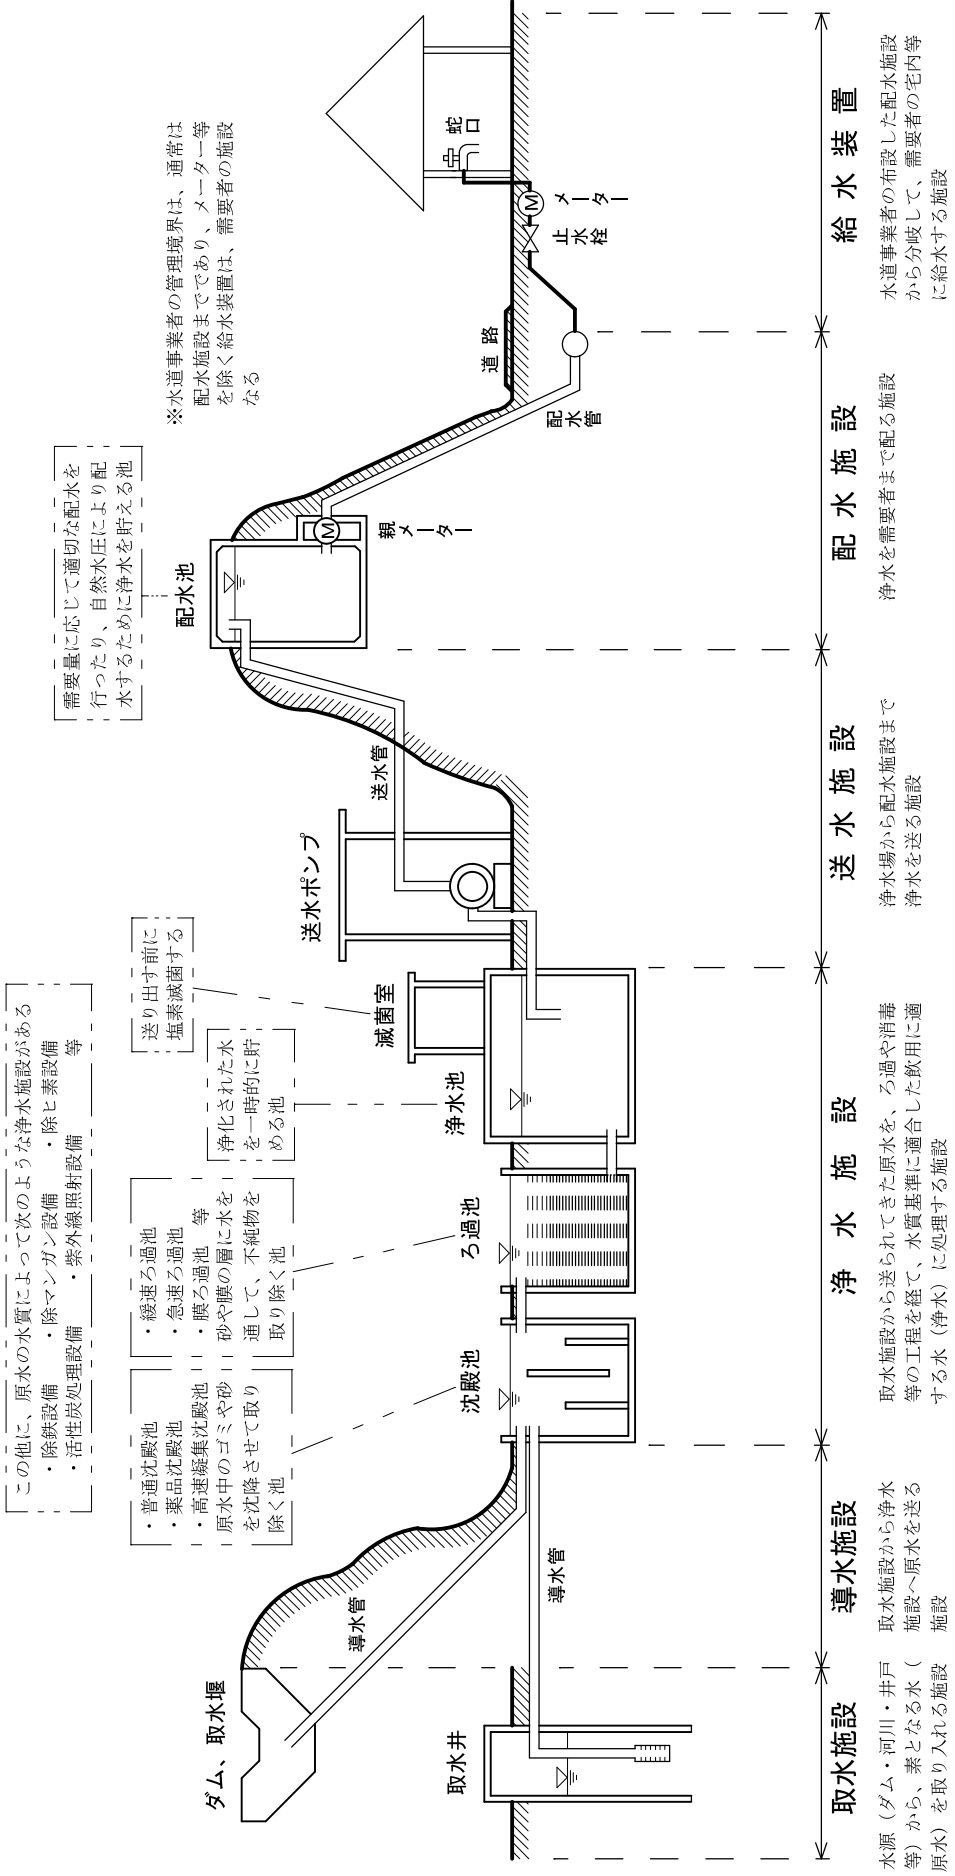 この他に、原水の水質によって次のような浄水施設がある
・除鉄設備　・除マンガン設備　・除ヒ素設備
・活性炭処理設備　・紫外線照射設備　等
・普通沈殿池
・薬品沈殿池
・高速凝集沈殿池
原水中のゴミや砂
を沈降させて取り
除く池
・緩速ろ過池
・急速ろ過池
・膜ろ過池　等
砂や膜の層に水を
通して、不純物を
取り除く池
浄化された水
を一時的に貯
める池
送り出す前に
塩素滅菌する
需要量に応じて適切な配水を
行ったり、自然水圧により配
水するために浄水を貯える池
※水道事業者の管理境界は、通常は
配水施設まででであり、メーター等
を除く給水装置は、需要者の施設
なる
ダム、取水堰
取水井
導水管
導水管
沈殿池
ろ過池
浄水池
滅菌室
送水ポンプ
送水管
配水池
親メーター
M
配水管
道路
止水栓
メーター
M
蛇口
取水施設
水源（ダム・河川・井戸
等）から、素となる水（
原水）を取り入れる施設
導水施設
取水施設から浄水
施設へ原水を送る
施設
浄水施設
取水施設から送られてきた原水を、ろ過や消毒
等の工程を経て、水質基準に適合した飲用に適
する水（浄水）に処理する施設
送水施設
浄水場から配水施設まで
浄水を送る施設
配水施設
浄水を需要者まで配る施設
給水装置
水道事業者の布設した配水施設
から分岐して、需要者の宅内等
に給水する施設